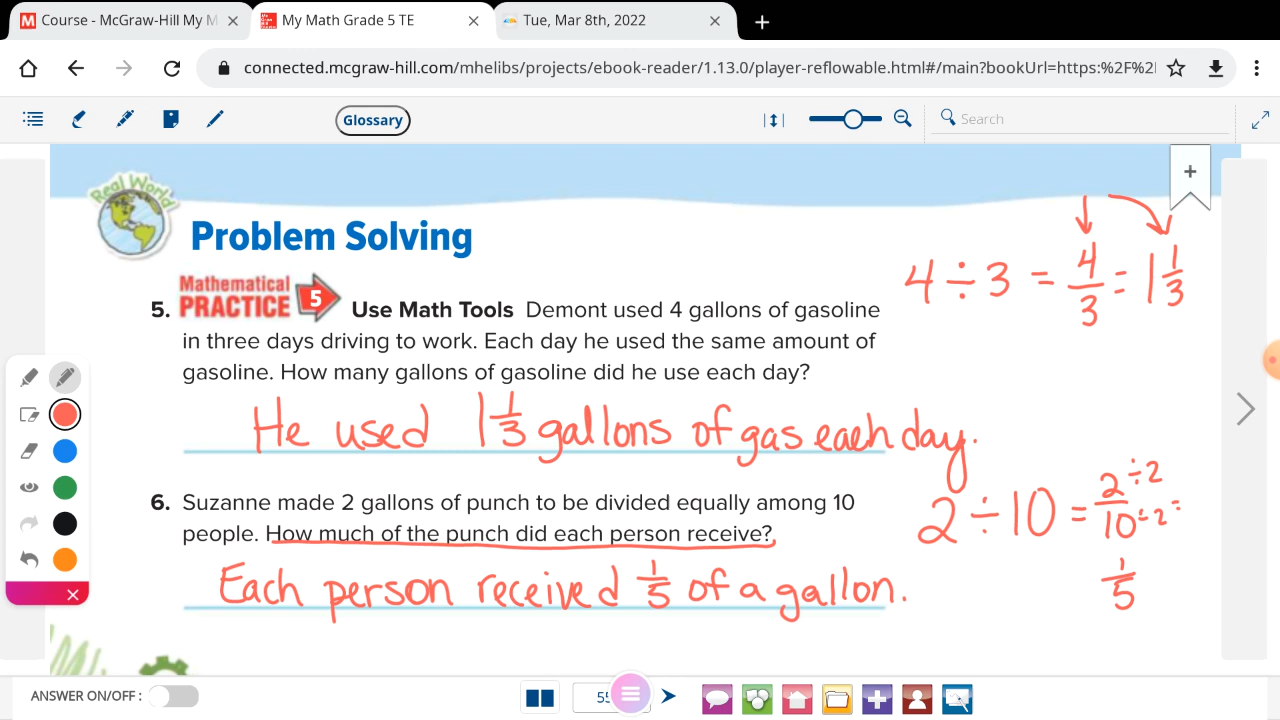 Course - McGraw-Hill My M
My Math Grade 5 TE
Tue, Mar 8th, 2022
connected.mcgraw-hill.com/mhelibs/projects/ebook-reader/1.13.0/player-reflowable.html#/main?bookUrl=https:%2F%2
Glossary
Search
Real World
Problem Solving
4 ÷ 3 = 4/3 = 1 1/3
Mathematical
PRACTICE 5
5. Use Math Tools Demont used 4 gallons of gasoline
in three days driving to work. Each day he used the same amount of
gasoline. How many gallons of gasoline did he use each day?
He used 1 1/3 gallons of gas each day.
6. Suzanne made 2 gallons of punch to be divided equally among 10
people. How much of the punch did each person receive?
2 ÷ 10 = 2/10 ÷2 ÷2 =
1/5
Each person received 1/5 of a gallon.
ANSWER ON/OFF :
55